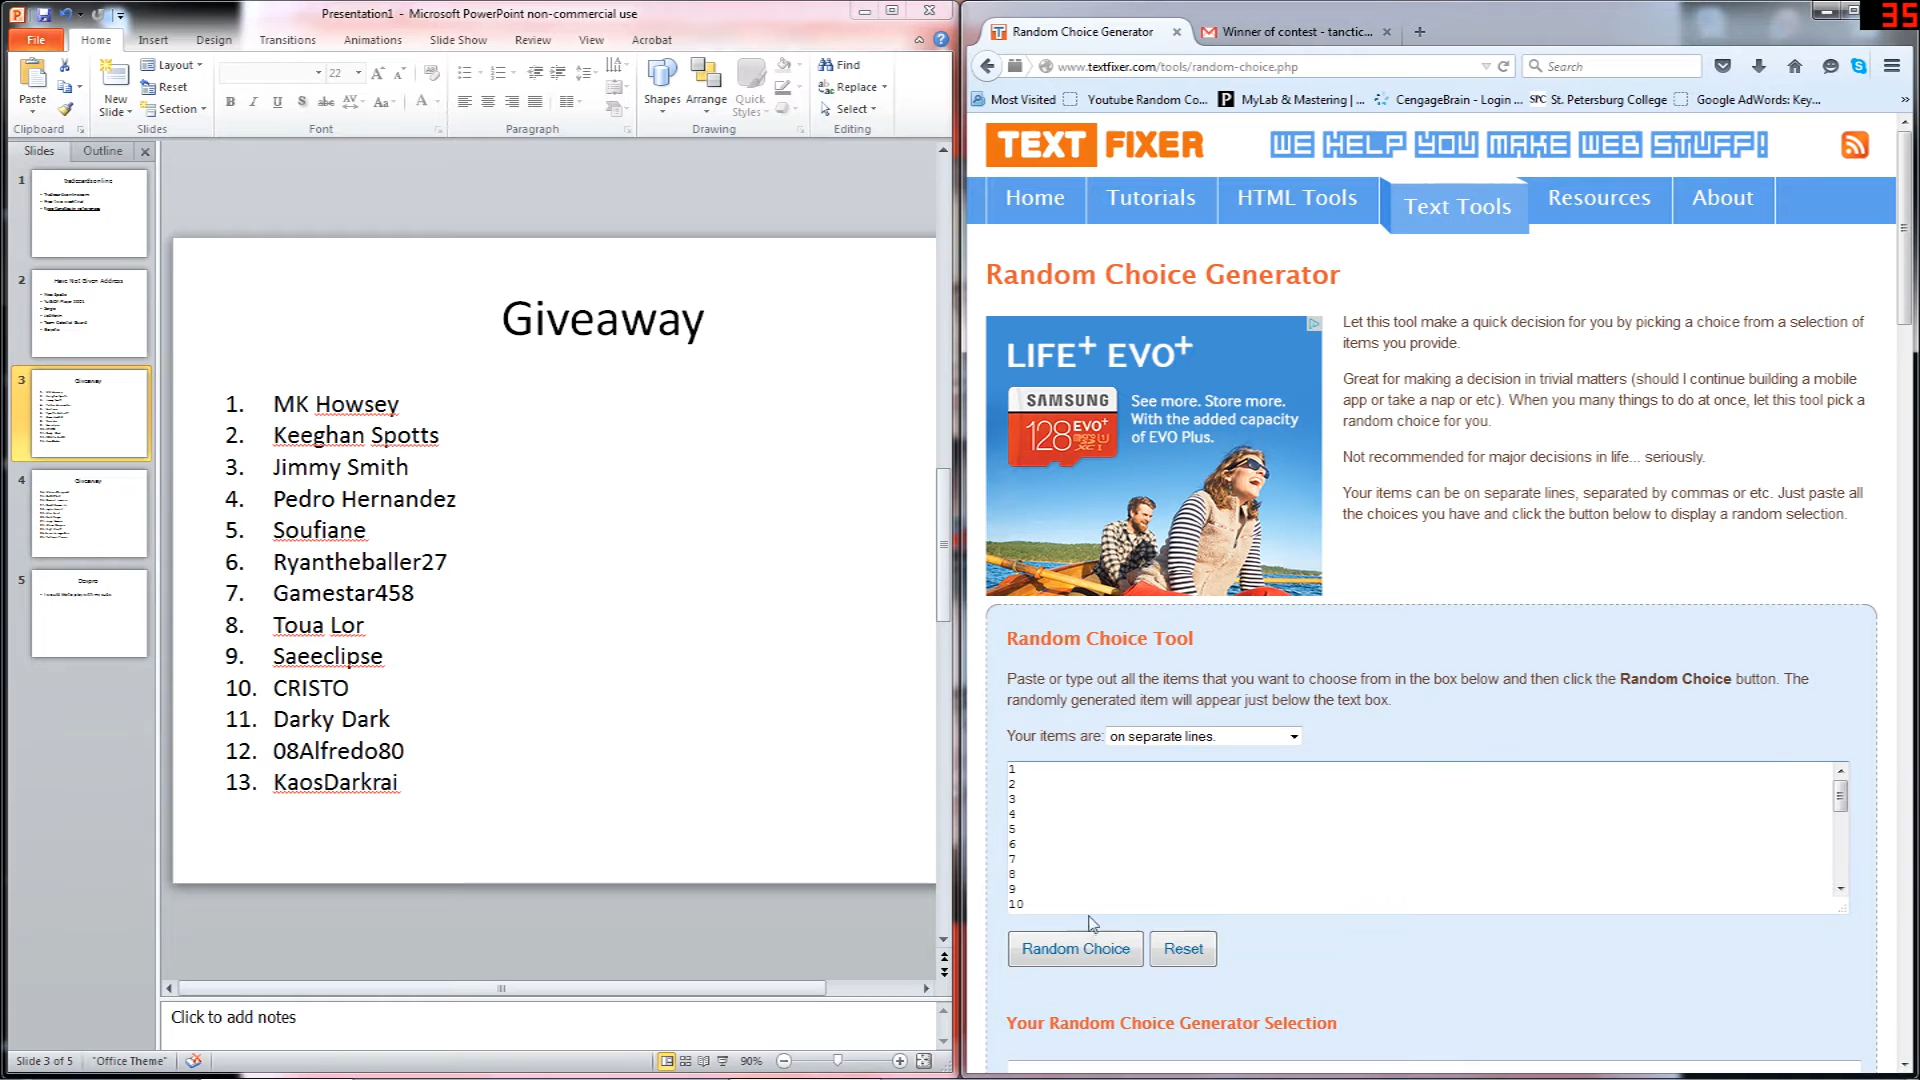 Presentation1 - Microsoft PowerPoint non-commercial use
File Home Insert Design Transitions Animations Slide Show Review View Acrobat
Paste
Clipboard
New Slide
Layout
Reset
Section
Slides
22
Font
Paragraph
Shapes Arrange Quick Styles
Drawing
Find
Replace
Select
Editing
Slides Outline
1
2
Have Not Given Address
3
Giveaway
4
Giveaway
5
Giveaway
1. MK Howsey
2. Keeghan Spotts
3. Jimmy Smith
4. Pedro Hernandez
5. Soufiane
6. Ryantheballer27
7. Gamestar458
8. Toua Lor
9. Saeeclipse
10. CRISTO
11. Darky Dark
12. 08Alfredo80
13. KaosDarkrai
Click to add notes
Slide 3 of 5 "Office Theme" 90%
35
Random Choice Generator
Winner of contest - tanctic...
www.textfixer.com/tools/random-choice.php
Search
Most Visited Youtube Random Co... MyLab & Mastering | ... CengageBrain - Login ... SPC St. Petersburg College Google AdWords: Key...
TEXT FIXER WE HELP YOU MAKE WEB STUFF!
Home Tutorials HTML Tools Text Tools Resources About
Random Choice Generator
LIFE+ EVO+
SAMSUNG
128 EVO+
See more. Store more.
With the added capacity
of EVO Plus.
Let this tool make a quick decision for you by picking a choice from a selection of
items you provide.
Great for making a decision in trivial matters (should I continue building a mobile
app or take a nap or etc). When you many things to do at once, let this tool pick a
random choice for you.
Not recommended for major decisions in life... seriously.
Your items can be on separate lines, separated by commas or etc. Just paste all
the choices you have and click the button below to display a random selection.
Random Choice Tool
Paste or type out all the items that you want to choose from in the box below and then click the Random Choice button. The
randomly generated item will appear just below the text box.
Your items are: on separate lines.
1
2
3
4
5
6
7
8
9
10
Random Choice Reset
Your Random Choice Generator Selection